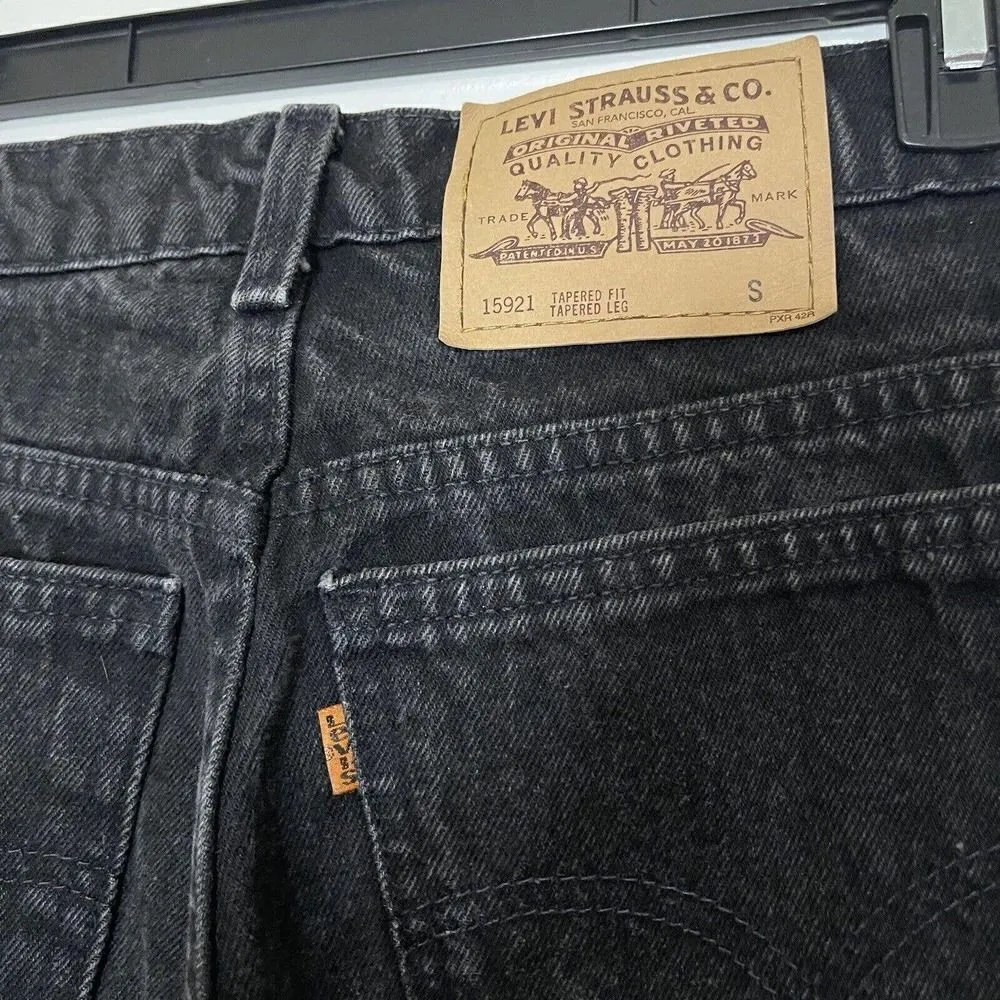 LEVI STRAUSS & CO.
SAN FRANCISCO, CAL.
ORIGINAL RIVETED
QUALITY CLOTHING
TRADE MARK
PATENTED IN U.S. MAY 20 1873
15921 TAPERED FIT S
TAPERED LEG
PXR 42R
LEVI'S